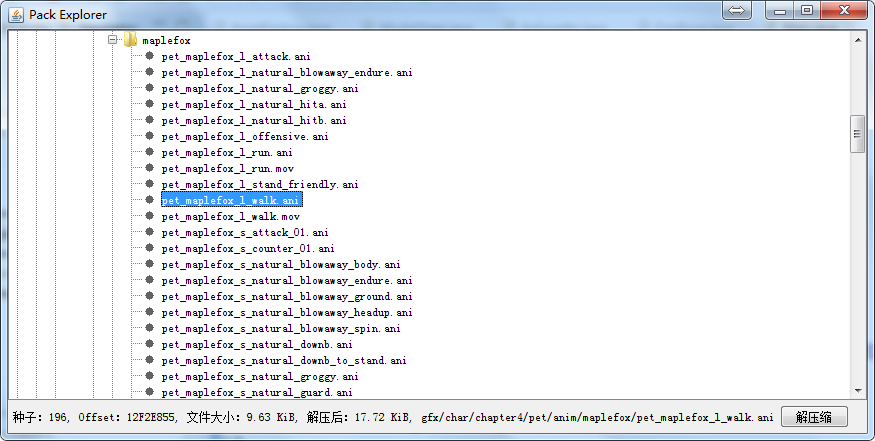 Pack Explorer
maplefox
pet_maplefox_l_attack.ani
pet_maplefox_l_natural_blowaway_endure.ani
pet_maplefox_l_natural_groggy.ani
pet_maplefox_l_natural_hita.ani
pet_maplefox_l_natural_hitb.ani
pet_maplefox_l_offensive.ani
pet_maplefox_l_run.ani
pet_maplefox_l_run.mov
pet_maplefox_l_stand_friendly.ani
pet_maplefox_l_walk.ani
pet_maplefox_l_walk.mov
pet_maplefox_s_attack_01.ani
pet_maplefox_s_counter_01.ani
pet_maplefox_s_natural_blowaway_body.ani
pet_maplefox_s_natural_blowaway_endure.ani
pet_maplefox_s_natural_blowaway_ground.ani
pet_maplefox_s_natural_blowaway_headup.ani
pet_maplefox_s_natural_blowaway_spin.ani
pet_maplefox_s_natural_downb.ani
pet_maplefox_s_natural_downb_to_stand.ani
pet_maplefox_s_natural_groggy.ani
pet_maplefox_s_natural_guard.ani
种子: 196, Offset: 12F2E855, 文件大小: 9.63 KiB, 解压后: 17.72 KiB, gfx/char/chapter4/pet/anim/maplefox/pet_maplefox_l_walk.ani 解压缩